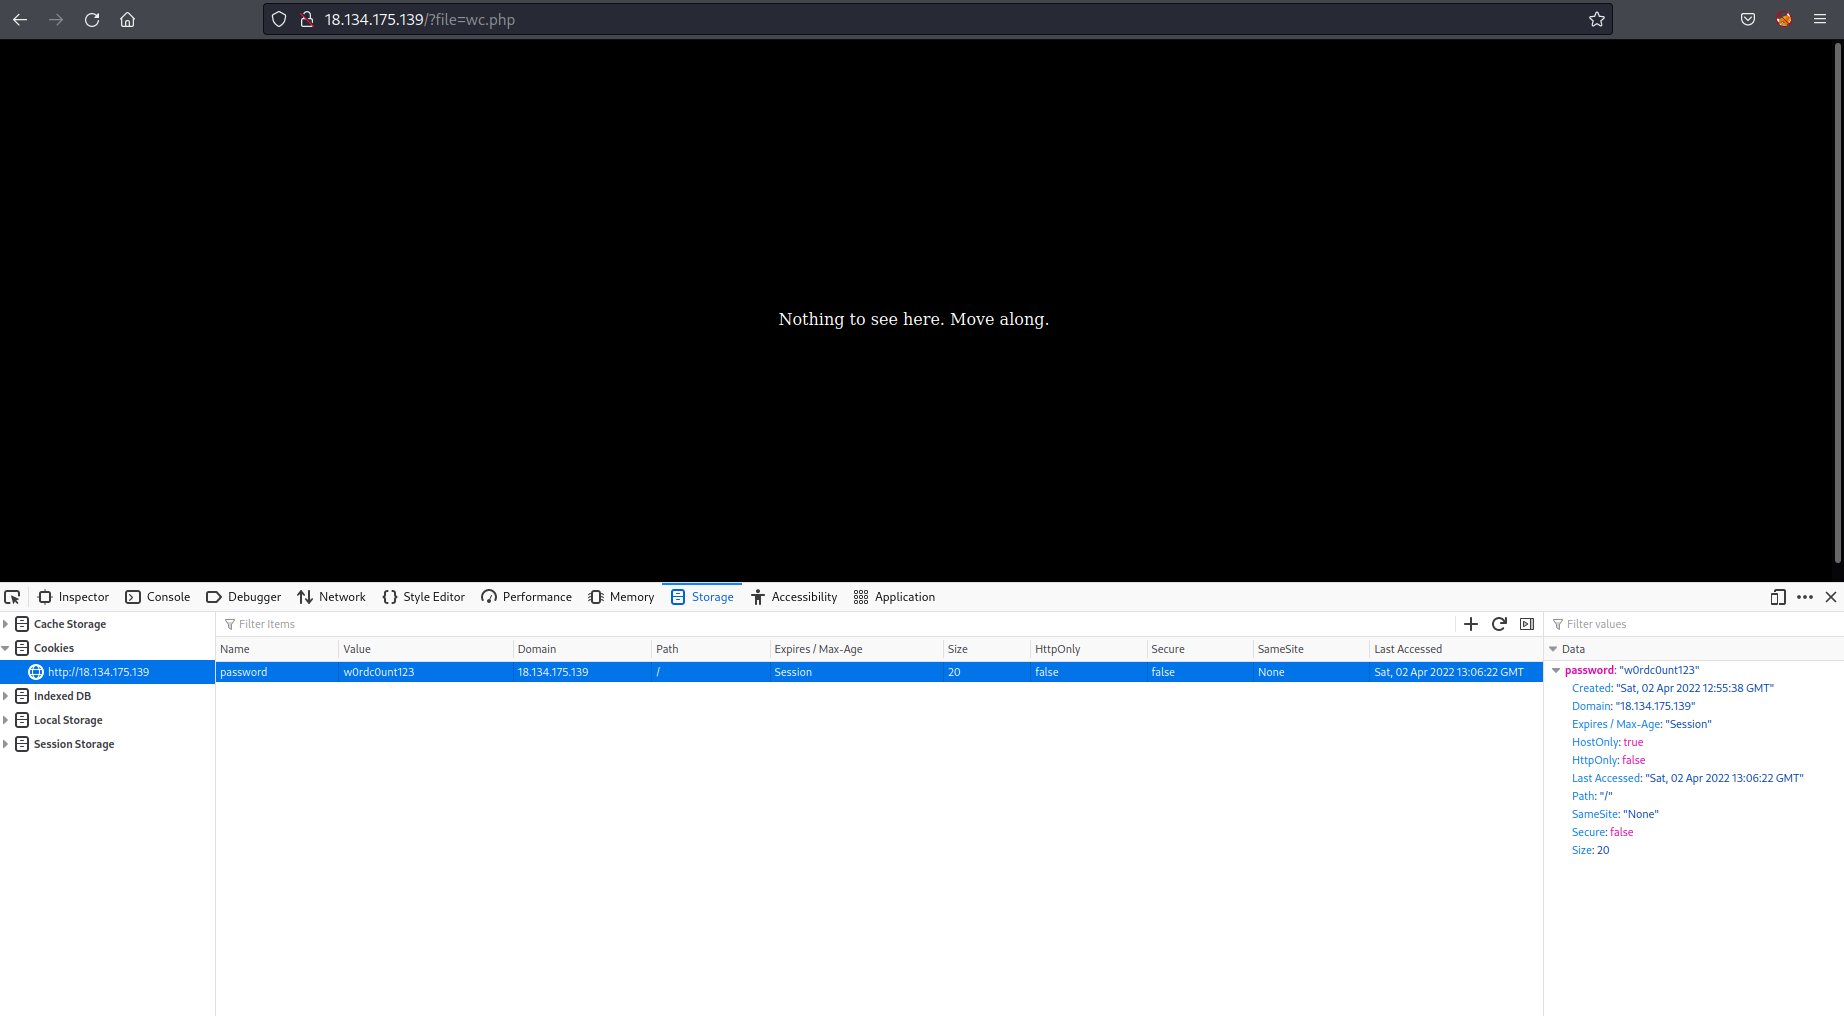 18.134.175.139/?file=wc.php
Nothing to see here. Move along.
Inspector Console Debugger Network Style Editor Performance Memory Storage Accessibility Application
Cache Storage
Cookies
http://18.134.175.139
Indexed DB
Local Storage
Session Storage
Filter Items
Name Value Domain Path Expires / Max-Age Size HttpOnly Secure SameSite Last Accessed
password w0rdc0unt123 18.134.175.139 / Session 20 false false None Sat, 02 Apr 2022 13:06:22 GMT
Filter values
Data
password: "w0rdc0unt123"
Created: "Sat, 02 Apr 2022 12:55:38 GMT"
Domain: "18.134.175.139"
Expires / Max-Age: "Session"
HostOnly: true
HttpOnly: false
Last Accessed: "Sat, 02 Apr 2022 13:06:22 GMT"
Path: "/"
SameSite: "None"
Secure: false
Size: 20